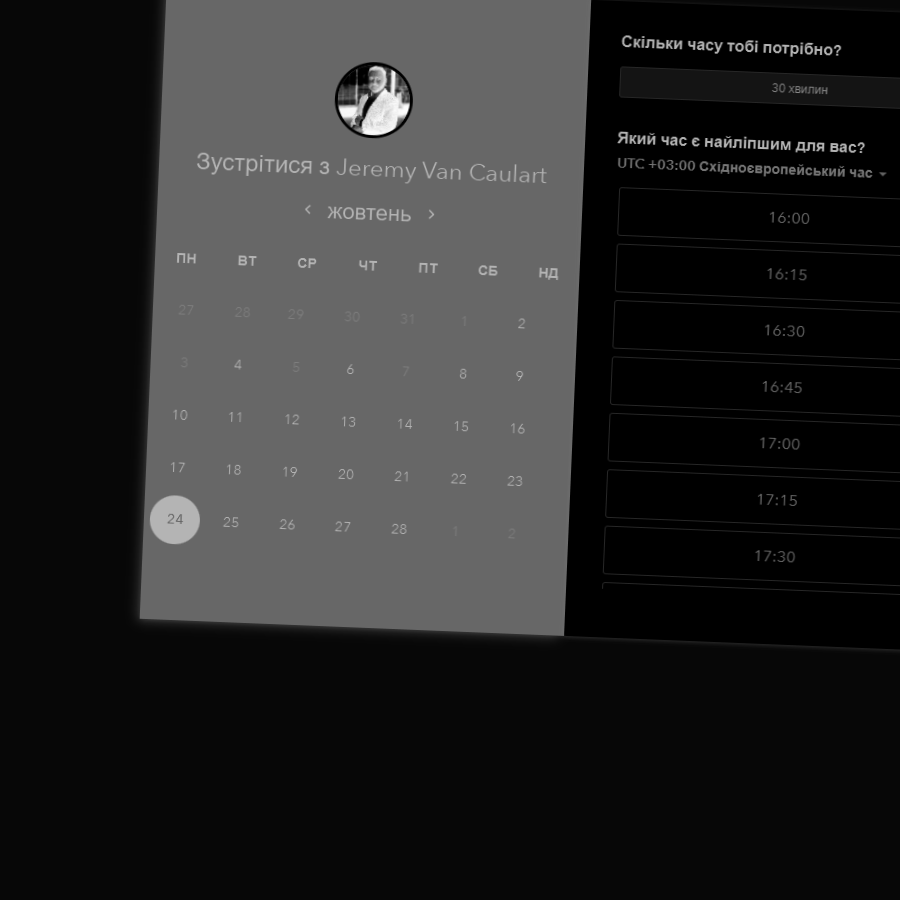 Зустрітися з Jeremy Van Caulart
жовтень
ПН ВТ СР ЧТ ПТ СБ НД
27 28 29 30 31 1 2
3 4 5 6 7 8 9
10 11 12 13 14 15 16
17 18 19 20 21 22 23
24 25 26 27 28 1 2
Скільки часу тобі потрібно?
30 хвилин
Який час є найліпшим для вас?
UTC +03:00 Східноєвропейський час
16:00
16:15
16:30
16:45
17:00
17:15
17:30